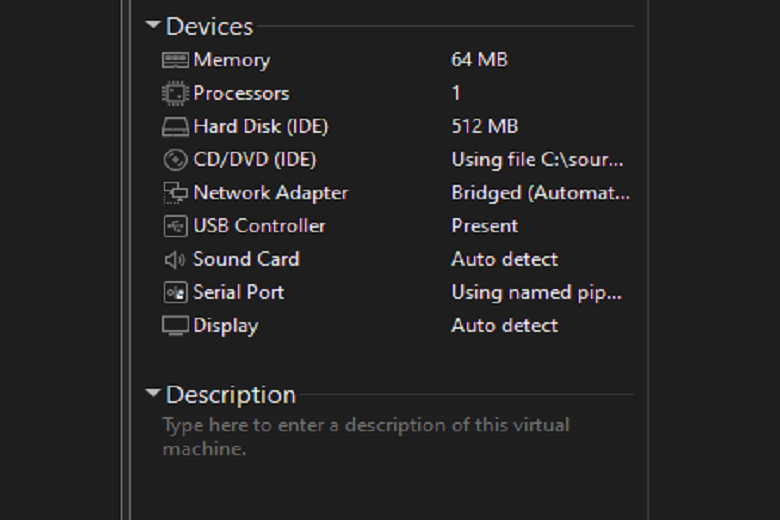 Devices
Memory 64 MB
Processors 1
Hard Disk (IDE) 512 MB
CD/DVD (IDE) Using file C:\sour...
Network Adapter Bridged (Automat...
USB Controller Present
Sound Card Auto detect
Serial Port Using named pip...
Display Auto detect
Description
Type here to enter a description of this virtual
machine.